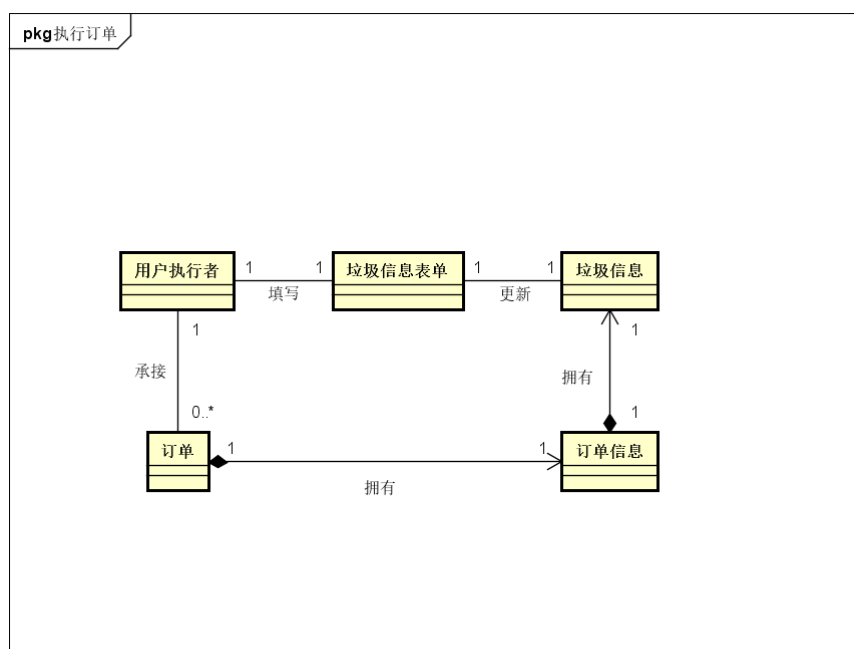 pkg执行订单
用户执行者 1 1 垃圾信息表单 1 1 垃圾信息
填写 更新
1 1
承接 拥有
0..* 1
订单 1 1 订单信息
拥有